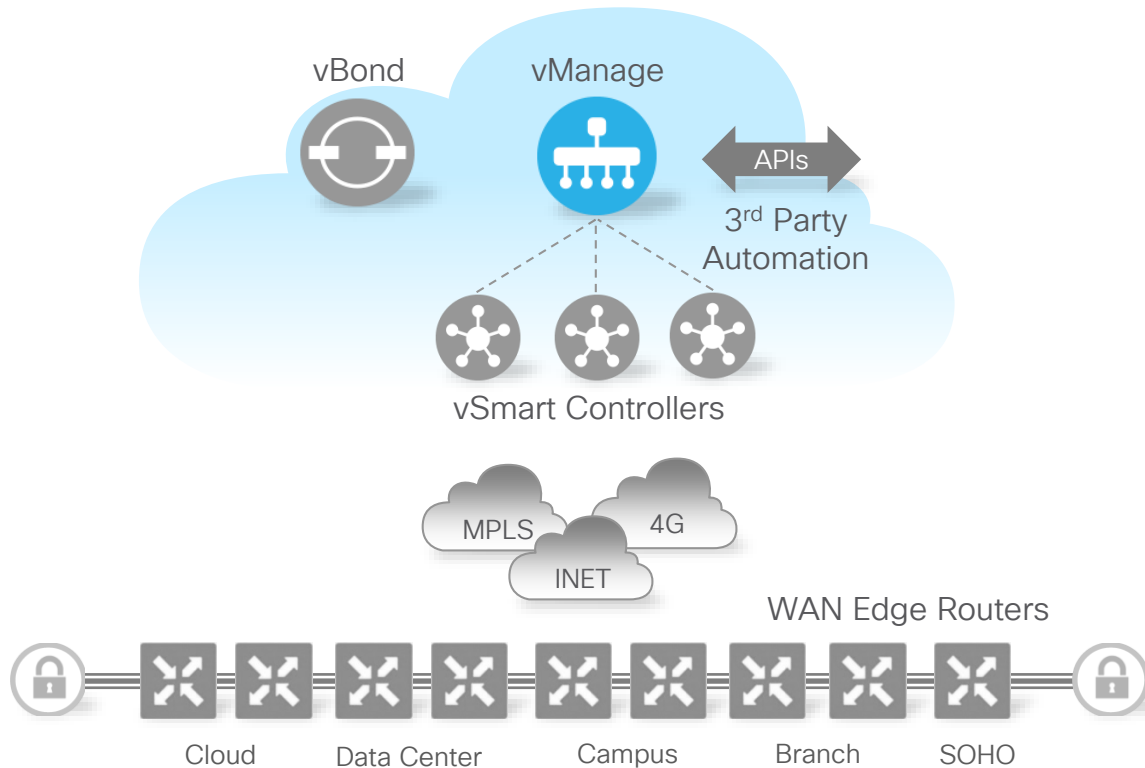 vBond
vManage
APIs
3rd Party
Automation
vSmart Controllers
MPLS
4G
INET
WAN Edge Routers
Cloud
Data Center
Campus
Branch
SOHO